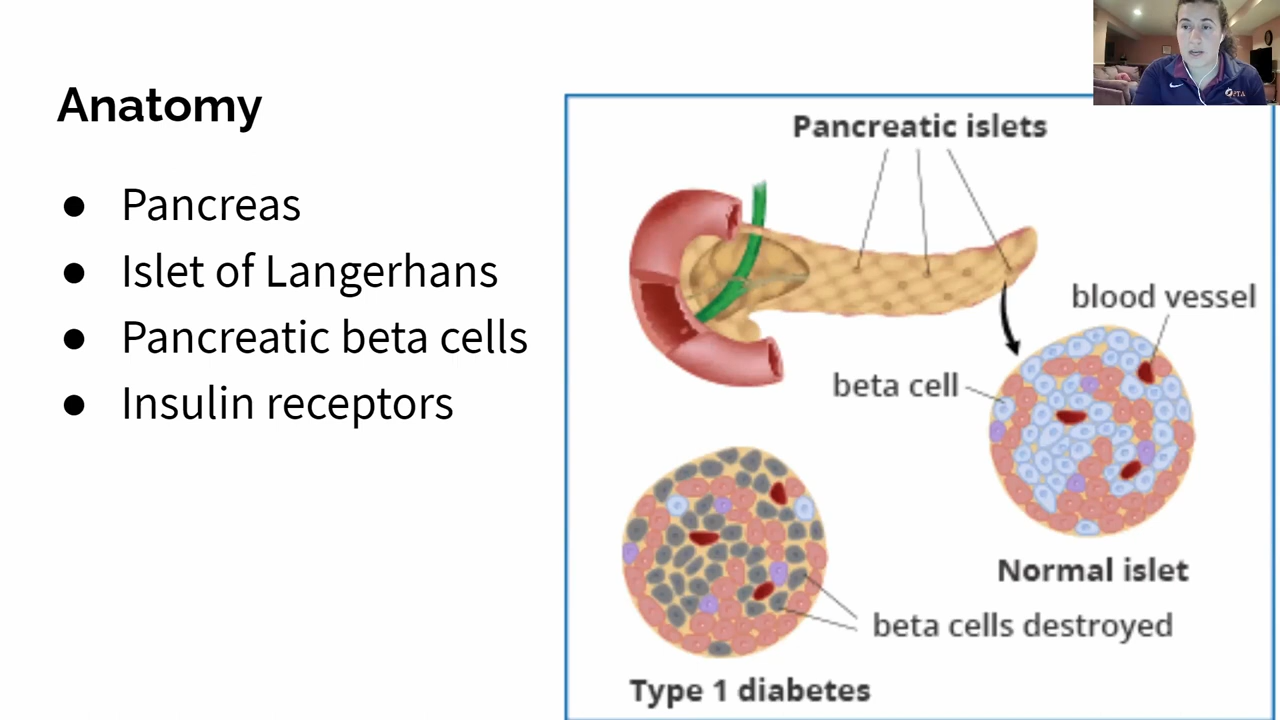 Anatomy
● Pancreas
● Islet of Langerhans
● Pancreatic beta cells
● Insulin receptors
Pancreatic islets
blood vessel
beta cell
Normal islet
beta cells destroyed
Type 1 diabetes